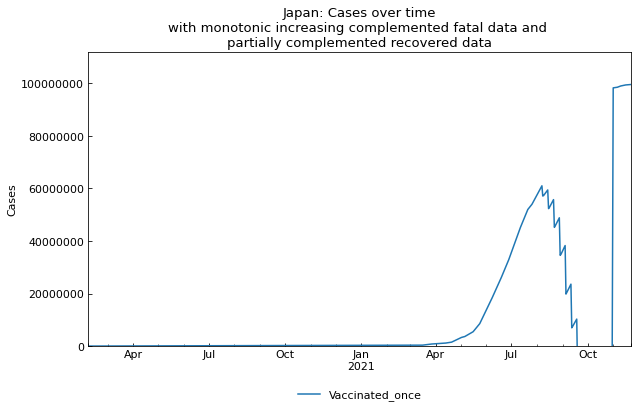 Japan: Cases over time
with monotonic increasing complemented fatal data and
partially complemented recovered data
100000000
80000000
60000000
40000000
20000000
0
Cases
Apr
Jul
Oct
Jan
2021
Apr
Jul
Oct
Vaccinated_once